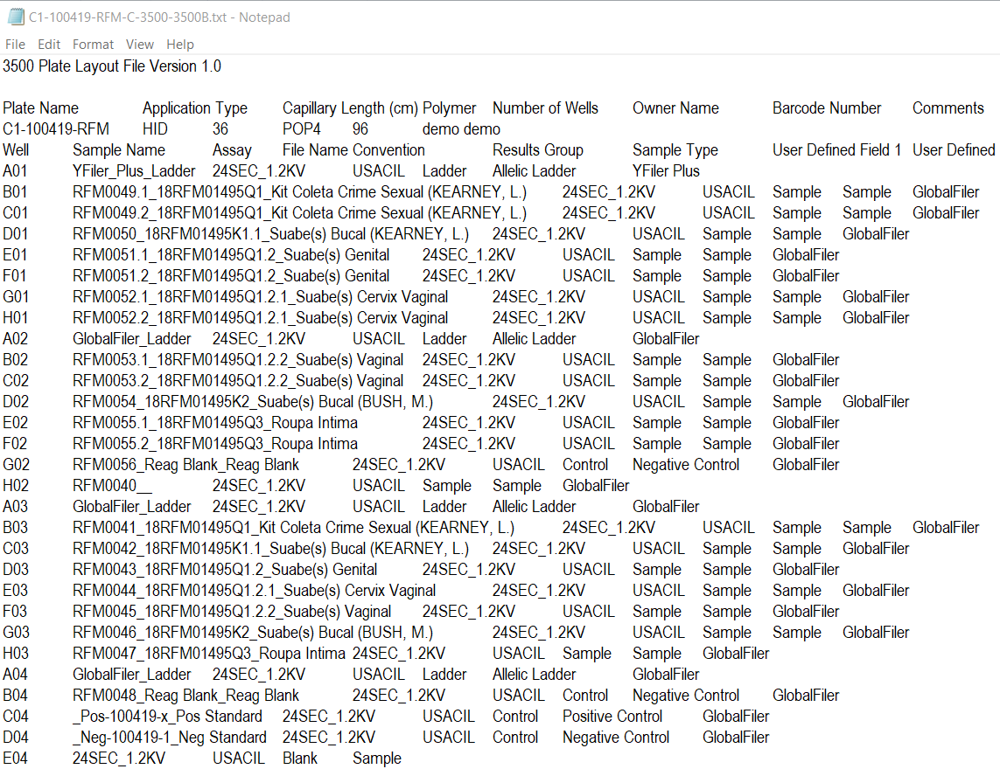 C1-100419-RFM-C-3500-3500B.txt - Notepad
File Edit Format View Help
3500 Plate Layout File Version 1.0
Plate Name Application Type Capillary Length (cm) Polymer Number of Wells Owner Name Barcode Number Comments
C1-100419-RFM HID 36 POP4 96 demo demo
Well Sample Name Assay File Name Convention Results Group Sample Type User Defined Field 1 User Defined
A01 YFiler_Plus_Ladder 24SEC_1.2KV USACIL Ladder Allelic Ladder YFiler Plus
B01 RFM0049.1_18RFM01495Q1_Kit Coleta Crime Sexual (KEARNEY, L.) 24SEC_1.2KV USACIL Sample Sample GlobalFiler
C01 RFM0049.2_18RFM01495Q1_Kit Coleta Crime Sexual (KEARNEY, L.) 24SEC_1.2KV USACIL Sample Sample GlobalFiler
D01 RFM0050_18RFM01495K1.1_Suabe(s) Bucal (KEARNEY, L.) 24SEC_1.2KV USACIL Sample Sample GlobalFiler
E01 RFM0051.1_18RFM01495Q1.2_Suabe(s) Genital 24SEC_1.2KV USACIL Sample Sample GlobalFiler
F01 RFM0051.2_18RFM01495Q1.2_Suabe(s) Genital 24SEC_1.2KV USACIL Sample Sample GlobalFiler
G01 RFM0052.1_18RFM01495Q1.2.1_Suabe(s) Cervix Vaginal 24SEC_1.2KV USACIL Sample Sample GlobalFiler
H01 RFM0052.2_18RFM01495Q1.2.1_Suabe(s) Cervix Vaginal 24SEC_1.2KV USACIL Sample Sample GlobalFiler
A02 GlobalFiler_Ladder 24SEC_1.2KV USACIL Ladder Allelic Ladder GlobalFiler
B02 RFM0053.1_18RFM01495Q1.2.2_Suabe(s) Vaginal 24SEC_1.2KV USACIL Sample Sample GlobalFiler
C02 RFM0053.2_18RFM01495Q1.2.2_Suabe(s) Vaginal 24SEC_1.2KV USACIL Sample Sample GlobalFiler
D02 RFM0054_18RFM01495K2_Suabe(s) Bucal (BUSH, M.) 24SEC_1.2KV USACIL Sample Sample GlobalFiler
E02 RFM0055.1_18RFM01495Q3_Roupa Intima 24SEC_1.2KV USACIL Sample Sample GlobalFiler
F02 RFM0055.2_18RFM01495Q3_Roupa Intima 24SEC_1.2KV USACIL Sample Sample GlobalFiler
G02 RFM0056_Reag Blank_Reag Blank 24SEC_1.2KV USACIL Control Negative Control GlobalFiler
H02 RFM0040__ 24SEC_1.2KV USACIL Sample Sample GlobalFiler
A03 GlobalFiler_Ladder 24SEC_1.2KV USACIL Ladder Allelic Ladder GlobalFiler
B03 RFM0041_18RFM01495Q1_Kit Coleta Crime Sexual (KEARNEY, L.) 24SEC_1.2KV USACIL Sample Sample GlobalFiler
C03 RFM0042_18RFM01495K1.1_Suabe(s) Bucal (KEARNEY, L.) 24SEC_1.2KV USACIL Sample Sample GlobalFiler
D03 RFM0043_18RFM01495Q1.2_Suabe(s) Genital 24SEC_1.2KV USACIL Sample Sample GlobalFiler
E03 RFM0044_18RFM01495Q1.2.1_Suabe(s) Cervix Vaginal 24SEC_1.2KV USACIL Sample Sample GlobalFiler
F03 RFM0045_18RFM01495Q1.2.2_Suabe(s) Vaginal 24SEC_1.2KV USACIL Sample Sample GlobalFiler
G03 RFM0046_18RFM01495K2_Suabe(s) Bucal (BUSH, M.) 24SEC_1.2KV USACIL Sample Sample GlobalFiler
H03 RFM0047_18RFM01495Q3_Roupa Intima 24SEC_1.2KV USACIL Sample Sample GlobalFiler
A04 GlobalFiler_Ladder 24SEC_1.2KV USACIL Ladder Allelic Ladder GlobalFiler
B04 RFM0048_Reag Blank_Reag Blank 24SEC_1.2KV USACIL Control Negative Control GlobalFiler
C04 _Pos-100419-x_Pos Standard 24SEC_1.2KV USACIL Control Positive Control GlobalFiler
D04 _Neg-100419-1_Neg Standard 24SEC_1.2KV USACIL Control Negative Control GlobalFiler
E04 24SEC_1.2KV USACIL Blank Sample